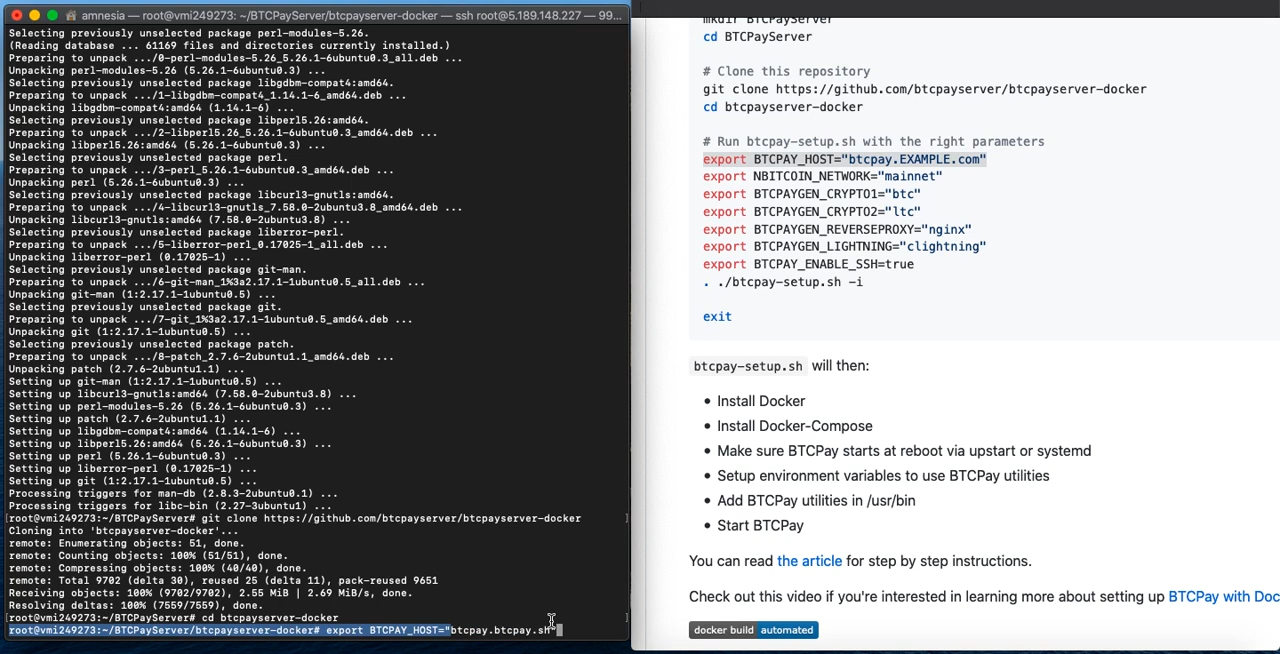 amnesia — root@vmi249273: ~/BTCPayServer/btcpayserver-docker — ssh root@5.189.148.227 — 99...
Selecting previously unselected package perl-modules-5.26.
(Reading database ... 61169 files and directories currently installed.)
Preparing to unpack .../0-perl-modules-5.26_5.26.1-6ubuntu0.3_all.deb ...
Unpacking perl-modules-5.26 (5.26.1-6ubuntu0.3) ...
Selecting previously unselected package libgdbm-compat4:amd64.
Preparing to unpack .../1-libgdbm-compat4_1.14.1-6_amd64.deb ...
Unpacking libgdbm-compat4:amd64 (1.14.1-6) ...
Selecting previously unselected package libperl5.26:amd64.
Preparing to unpack .../2-libperl5.26_5.26.1-6ubuntu0.3_amd64.deb ...
Unpacking libperl5.26:amd64 (5.26.1-6ubuntu0.3) ...
Selecting previously unselected package perl.
Preparing to unpack .../3-perl_5.26.1-6ubuntu0.3_amd64.deb ...
Unpacking perl (5.26.1-6ubuntu0.3) ...
Selecting previously unselected package libcurl3-gnutls:amd64.
Preparing to unpack .../4-libcurl3-gnutls_7.58.0-2ubuntu3.8_amd64.deb ...
Unpacking libcurl3-gnutls:amd64 (7.58.0-2ubuntu3.8) ...
Selecting previously unselected package liberror-perl.
Preparing to unpack .../5-liberror-perl_0.17025-1_all.deb ...
Unpacking liberror-perl (0.17025-1) ...
Selecting previously unselected package git-man.
Preparing to unpack .../6-git-man_1%3a2.17.1-1ubuntu0.5_all.deb ...
Unpacking git-man (1:2.17.1-1ubuntu0.5) ...
Selecting previously unselected package git.
Preparing to unpack .../7-git_1%3a2.17.1-1ubuntu0.5_amd64.deb ...
Unpacking git (1:2.17.1-1ubuntu0.5) ...
Selecting previously unselected package patch.
Preparing to unpack .../8-patch_2.7.6-2ubuntu1.1_amd64.deb ...
Unpacking patch (2.7.6-2ubuntu1.1) ...
Setting up git-man (1:2.17.1-1ubuntu0.5) ...
Setting up libcurl3-gnutls:amd64 (7.58.0-2ubuntu3.8) ...
Setting up perl-modules-5.26 (5.26.1-6ubuntu0.3) ...
Setting up patch (2.7.6-2ubuntu1.1) ...
Setting up libgdbm-compat4:amd64 (1.14.1-6) ...
Setting up libperl5.26:amd64 (5.26.1-6ubuntu0.3) ...
Setting up perl (5.26.1-6ubuntu0.3) ...
Setting up liberror-perl (0.17025-1) ...
Setting up git (1:2.17.1-1ubuntu0.5) ...
Processing triggers for man-db (2.8.3-2ubuntu0.1) ...
Processing triggers for libc-bin (2.27-3ubuntu1) ...
[root@vmi249273:~/BTCPayServer# git clone https://github.com/btcpayserver/btcpayserver-docker ]
Cloning into 'btcpayserver-docker'...
remote: Enumerating objects: 51, done.
remote: Counting objects: 100% (51/51), done.
remote: Compressing objects: 100% (40/40), done.
remote: Total 9702 (delta 30), reused 25 (delta 11), pack-reused 9651
Receiving objects: 100% (9702/9702), 2.55 MiB | 2.69 MiB/s, done.
Resolving deltas: 100% (7559/7559), done.
[root@vmi249273:~/BTCPayServer# cd btcpayserver-docker ]
root@vmi249273:~/BTCPayServer/btcpayserver-docker# export BTCPAY_HOST="btcpay.btcpay.sh"
mkdir BTCPayServer
cd BTCPayServer
# Clone this repository
git clone https://github.com/btcpayserver/btcpayserver-docker
cd btcpayserver-docker
# Run btcpay-setup.sh with the right parameters
export BTCPAY_HOST="btcpay.EXAMPLE.com"
export NBITCOIN_NETWORK="mainnet"
export BTCPAYGEN_CRYPTO1="btc"
export BTCPAYGEN_CRYPTO2="ltc"
export BTCPAYGEN_REVERSEPROXY="nginx"
export BTCPAYGEN_LIGHTNING="clightning"
export BTCPAY_ENABLE_SSH=true
. ./btcpay-setup.sh -i
exit
btcpay-setup.sh will then:
• Install Docker
• Install Docker-Compose
• Make sure BTCPay starts at reboot via upstart or systemd
• Setup environment variables to use BTCPay utilities
• Add BTCPay utilities in /usr/bin
• Start BTCPay
You can read the article for step by step instructions.
Check out this video if you're interested in learning more about setting up BTCPay with Doc
docker build automated